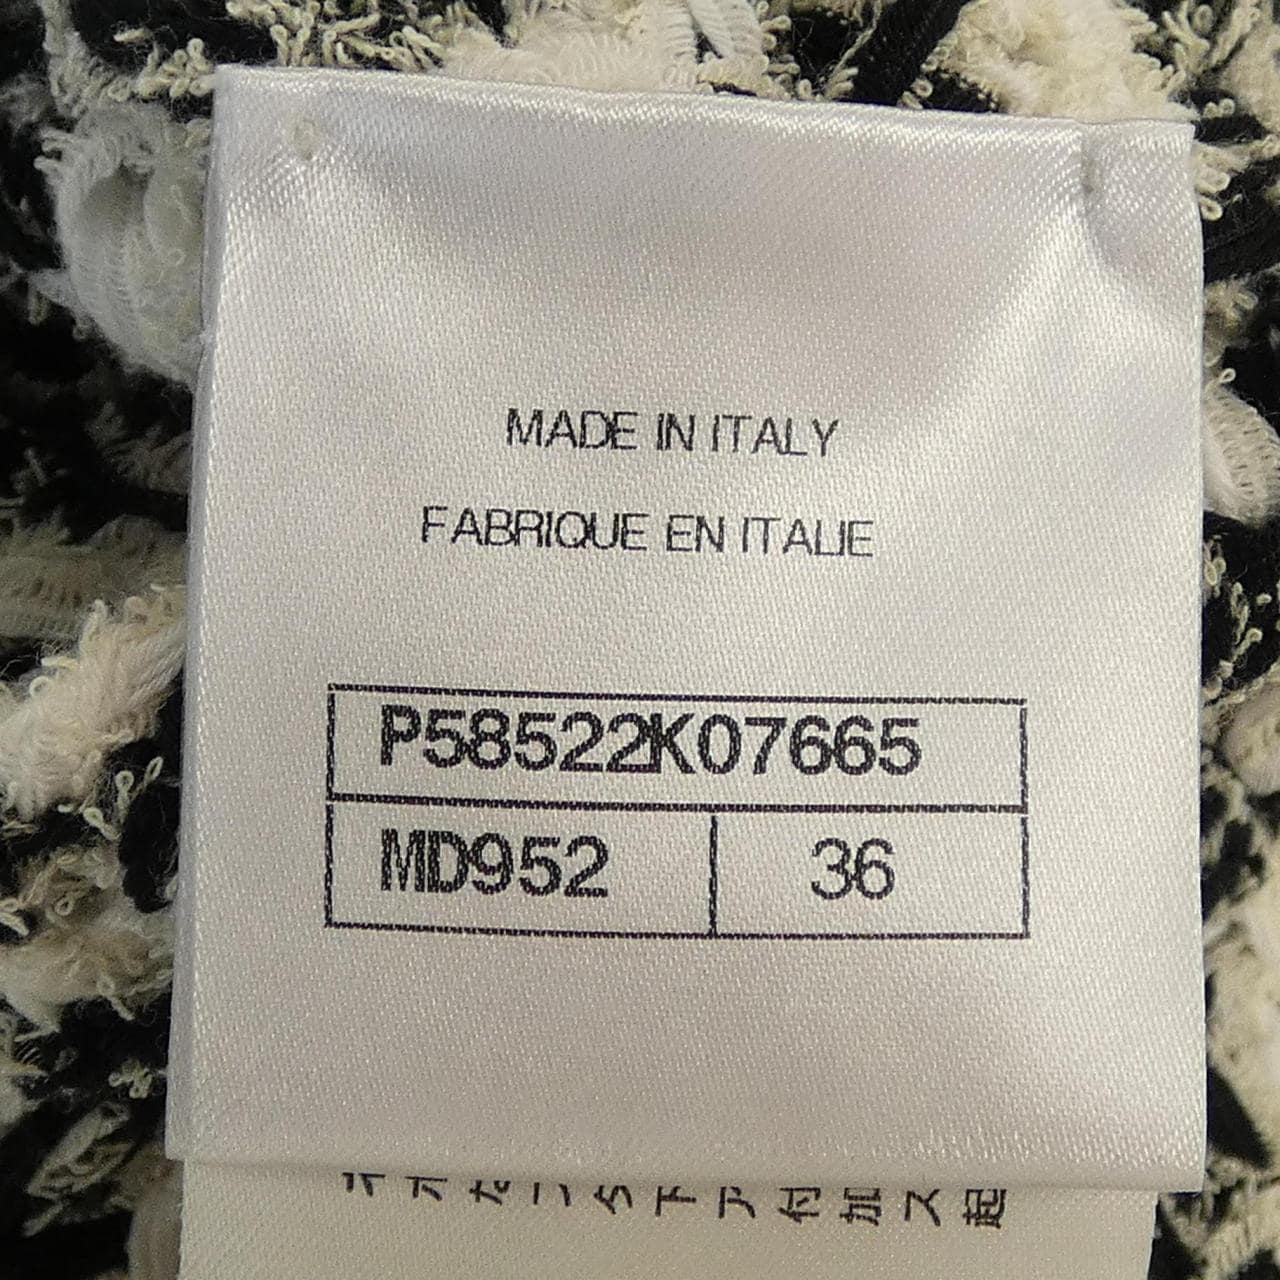 MADE IN ITALY
FABRIQUE EN ITALIE
P58522K07665
MD952 36